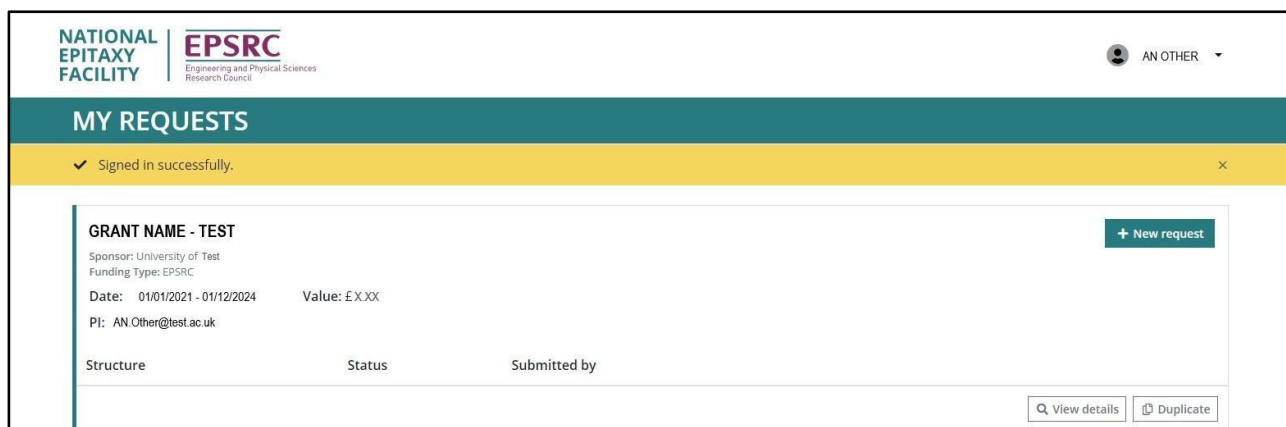 NATIONAL
EPITAXY
FACILITY
EPSRC
Engineering and Physical Sciences
Research Council
AN OTHER
MY REQUESTS
Signed in successfully. ×
GRANT NAME - TEST
+ New request
Sponsor: University of Test
Funding Type: EPSRC
Date: 01/01/2021 - 01/12/2024 Value: £ X.XX
PI: AN.Other@test.ac.uk
Structure Status Submitted by
View details Duplicate